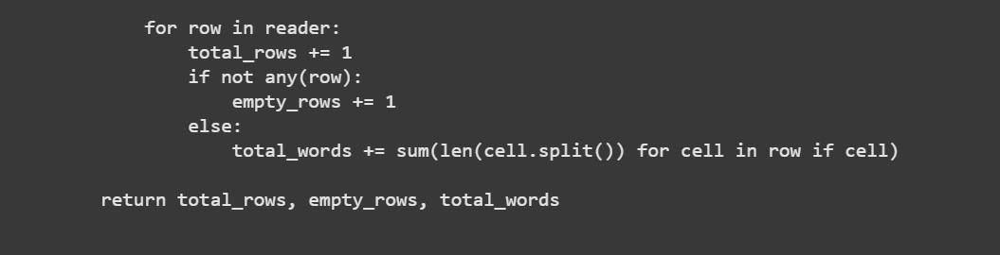 for row in reader:
total_rows += 1
if not any(row):
empty_rows += 1
else:
total_words += sum(len(cell.split()) for cell in row if cell)
return total_rows, empty_rows, total_words